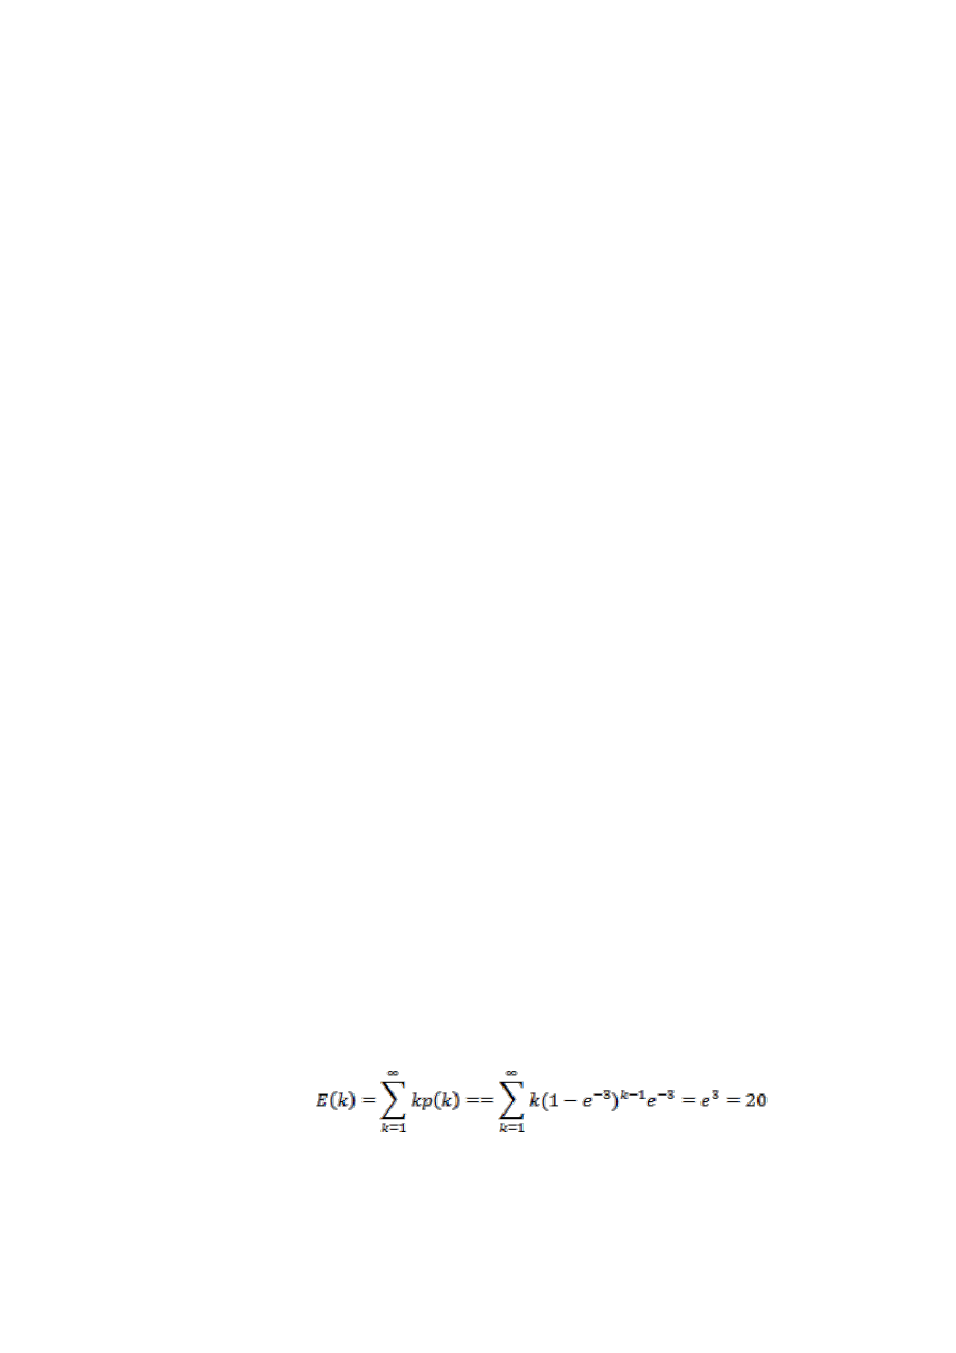 E(k) = ∑_{k=1}^{∞} kp(k) == ∑_{k=1}^{∞} k(1 − e^{−3})^{k−1}e^{−3} = e^{3} = 20